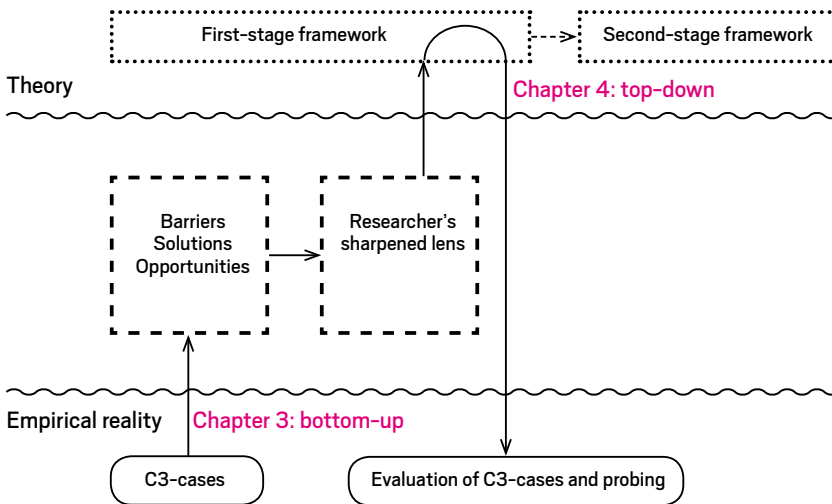 First-stage framework
Second-stage framework
Theory
Chapter 4: top-down
Barriers
Solutions
Opportunities
Researcher's
sharpened lens
Empirical reality
Chapter 3: bottom-up
C3-cases
Evaluation of C3-cases and probing